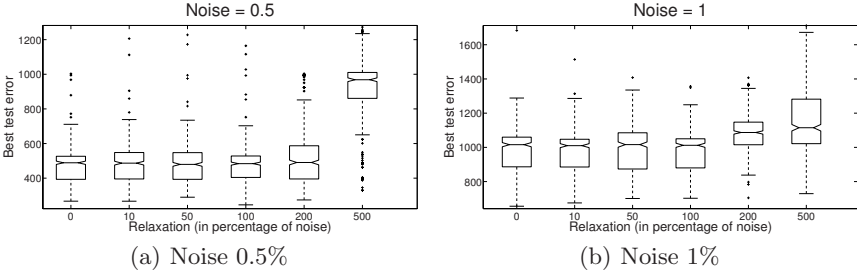 Noise = 0.5
Best test error
1200
1000
800
600
400
0 10 50 100 200 500
Relaxation (in percentage of noise)
(a) Noise 0.5%
Noise = 1
Best test error
1600
1400
1200
1000
800
0 10 50 100 200 500
Relaxation (in percentage of noise)
(b) Noise 1%